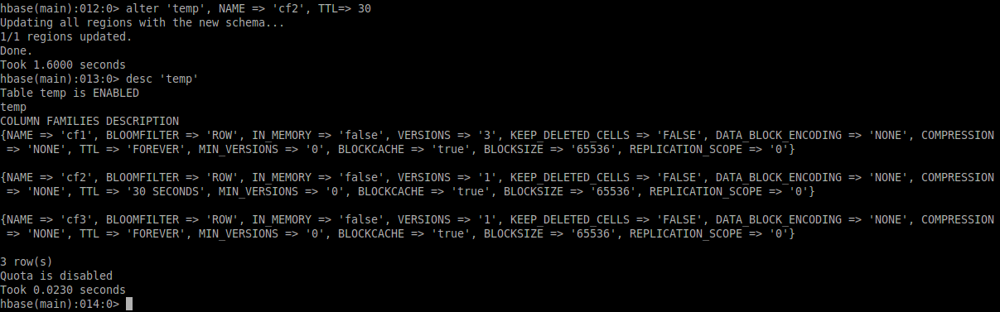 hbase(main):012:0> alter 'temp', NAME => 'cf2', TTL=> 30
Updating all regions with the new schema...
1/1 regions updated.
Done.
Took 1.6000 seconds
hbase(main):013:0> desc 'temp'
Table temp is ENABLED
temp
COLUMN FAMILIES DESCRIPTION
{NAME => 'cf1', BLOOMFILTER => 'ROW', IN_MEMORY => 'false', VERSIONS => '3', KEEP_DELETED_CELLS => 'FALSE', DATA_BLOCK_ENCODING => 'NONE', COMPRESSION
 => 'NONE', TTL => 'FOREVER', MIN_VERSIONS => '0', BLOCKCACHE => 'true', BLOCKSIZE => '65536', REPLICATION_SCOPE => '0'}
{NAME => 'cf2', BLOOMFILTER => 'ROW', IN_MEMORY => 'false', VERSIONS => '1', KEEP_DELETED_CELLS => 'FALSE', DATA_BLOCK_ENCODING => 'NONE', COMPRESSION
 => 'NONE', TTL => '30 SECONDS', MIN_VERSIONS => '0', BLOCKCACHE => 'true', BLOCKSIZE => '65536', REPLICATION_SCOPE => '0'}
{NAME => 'cf3', BLOOMFILTER => 'ROW', IN_MEMORY => 'false', VERSIONS => '1', KEEP_DELETED_CELLS => 'FALSE', DATA_BLOCK_ENCODING => 'NONE', COMPRESSION
 => 'NONE', TTL => 'FOREVER', MIN_VERSIONS => '0', BLOCKCACHE => 'true', BLOCKSIZE => '65536', REPLICATION_SCOPE => '0'}
3 row(s)
Quota is disabled
Took 0.0230 seconds
hbase(main):014:0>